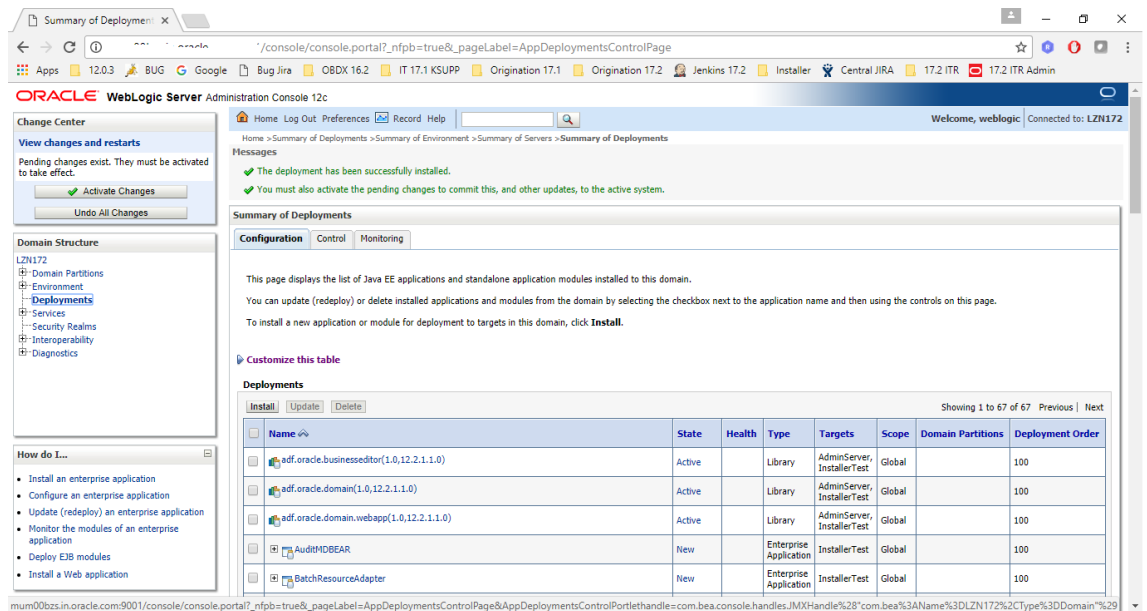 Summary of Deployment
/console/console.portal?_nfpb=true&_pageLabel=AppDeploymentsControlPage
Apps 12.0.3 BUG Google Bug Jira OBDX 16.2 IT 17.1 KSUPP Origination 17.1 Origination 17.2 Jenkins 17.2 Installer Central JIRA 17.2 ITR 17.2 ITR Admin
ORACLE WebLogic Server Administration Console 12c
Change Center
View changes and restarts
Pending changes exist. They must be activated
to take effect.
Activate Changes
Undo All Changes
Domain Structure
LZN172
Domain Partitions
Environment
Deployments
Services
Security Realms
Interoperability
Diagnostics
How do I...
Install an enterprise application
Configure an enterprise application
Update (redeploy) an enterprise application
Monitor the modules of an enterprise
application
Deploy EJB modules
Install a Web application
Home Log Out Preferences Record Help
Welcome, weblogic Connected to: LZN172
Home >Summary of Deployments >Summary of Environment >Summary of Servers >Summary of Deployments
Messages
The deployment has been successfully installed.
You must also activate the pending changes to commit this, and other updates, to the active system.
Summary of Deployments
Configuration Control Monitoring
This page displays the list of Java EE applications and standalone application modules installed to this domain.
You can update (redeploy) or delete installed applications and modules from the domain by selecting the checkbox next to the application name and then using the controls on this page.
To install a new application or module for deployment to targets in this domain, click Install.
Customize this table
Deployments
Install Update Delete Showing 1 to 67 of 67 Previous | Next
Name State Health Type Targets Scope Domain Partitions Deployment Order
adf.oracle.businesseditor(1.0,12.2.1.1.0) Active Library AdminServer, InstallerTest Global 100
adf.oracle.domain(1.0,12.2.1.1.0) Active Library AdminServer, InstallerTest Global 100
adf.oracle.domain.webapp(1.0,12.2.1.1.0) Active Library AdminServer, InstallerTest Global 100
AuditMDBEAR New Enterprise Application InstallerTest Global 100
BatchResourceAdapter New Enterprise Application InstallerTest Global 100
mum00bzs.in.oracle.com:9001/console/console.portal?_nfpb=true&_pageLabel=AppDeploymentsControlPage&AppDeploymentsControlPortlethandle=com.bea.console.handles.JMXHandle%28"com.bea%3AName%3DLZN172%2CType%3DDomain"%29